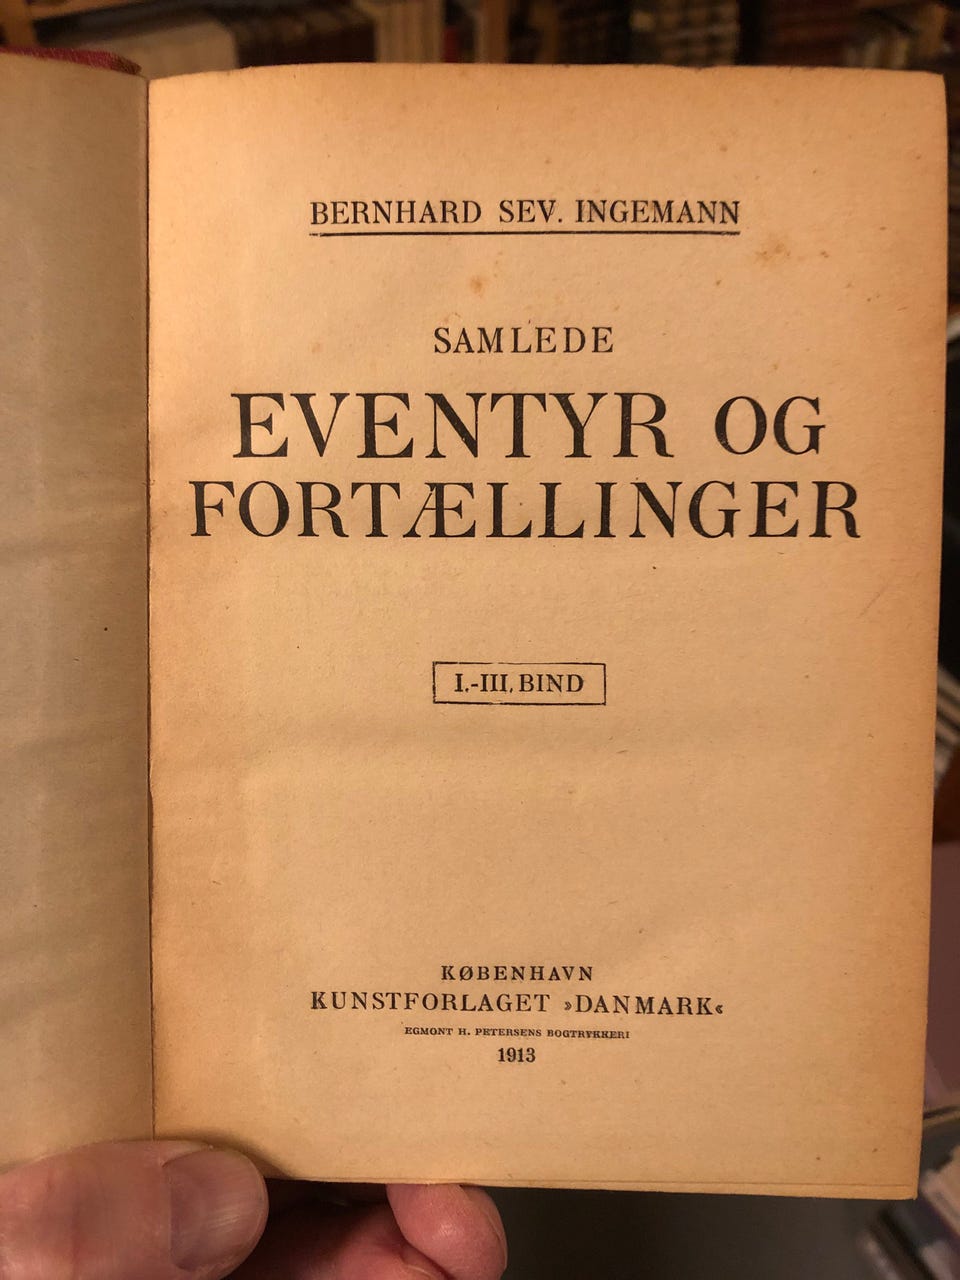 BERNHARD SEV. INGEMANN
SAMLEDE
EVENTYR OG
FORTÆLLINGER
I.-III. BIND
KØBENHAVN
KUNSTFORLAGET »DANMARK«
EGMONT H. PETERSENS BOGTRYKKERI
1913